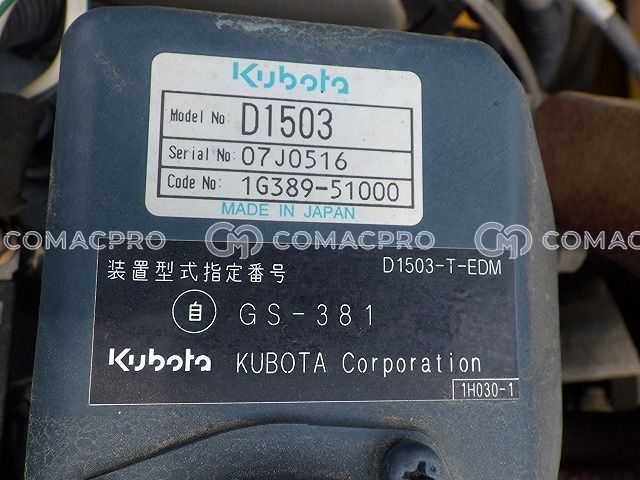 Kubota
Model No: D1503
Serial No: 07J0516
Code No: 1G389-51000
MADE IN JAPAN
COMACPRO COMACPRO COMACPRO
装置型式指定番号 D1503-T-EDM
自 GS-381
Kubota KUBOTA Corporation
1H030-1